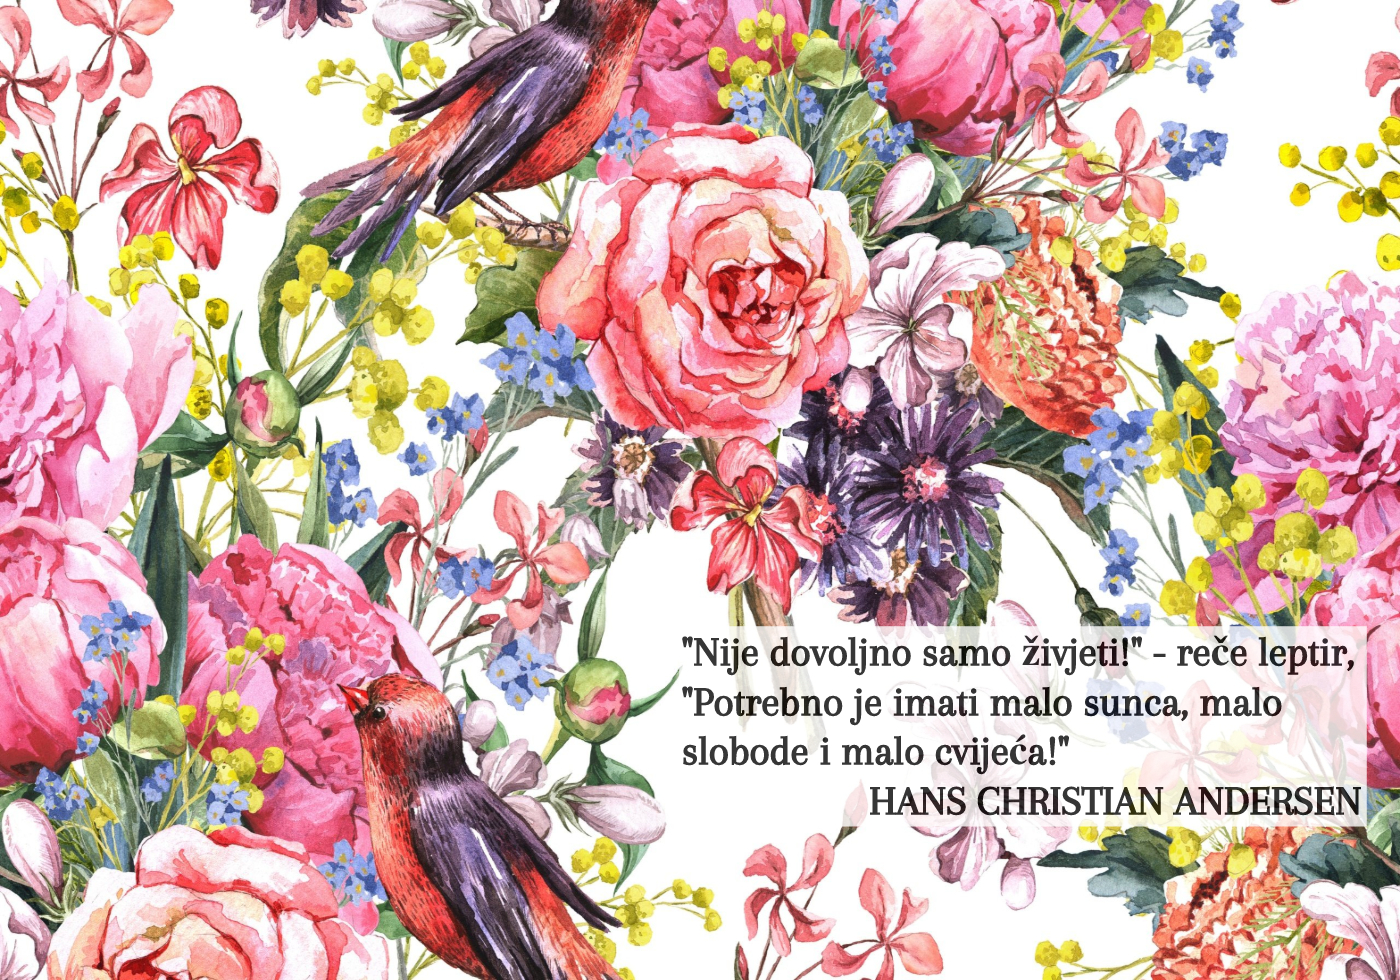 "Nije dovoljno samo živjeti!" - reče leptir,
"Potrebno je imati malo sunca, malo
slobode i malo cvijeća!"
HANS CHRISTIAN ANDERSEN